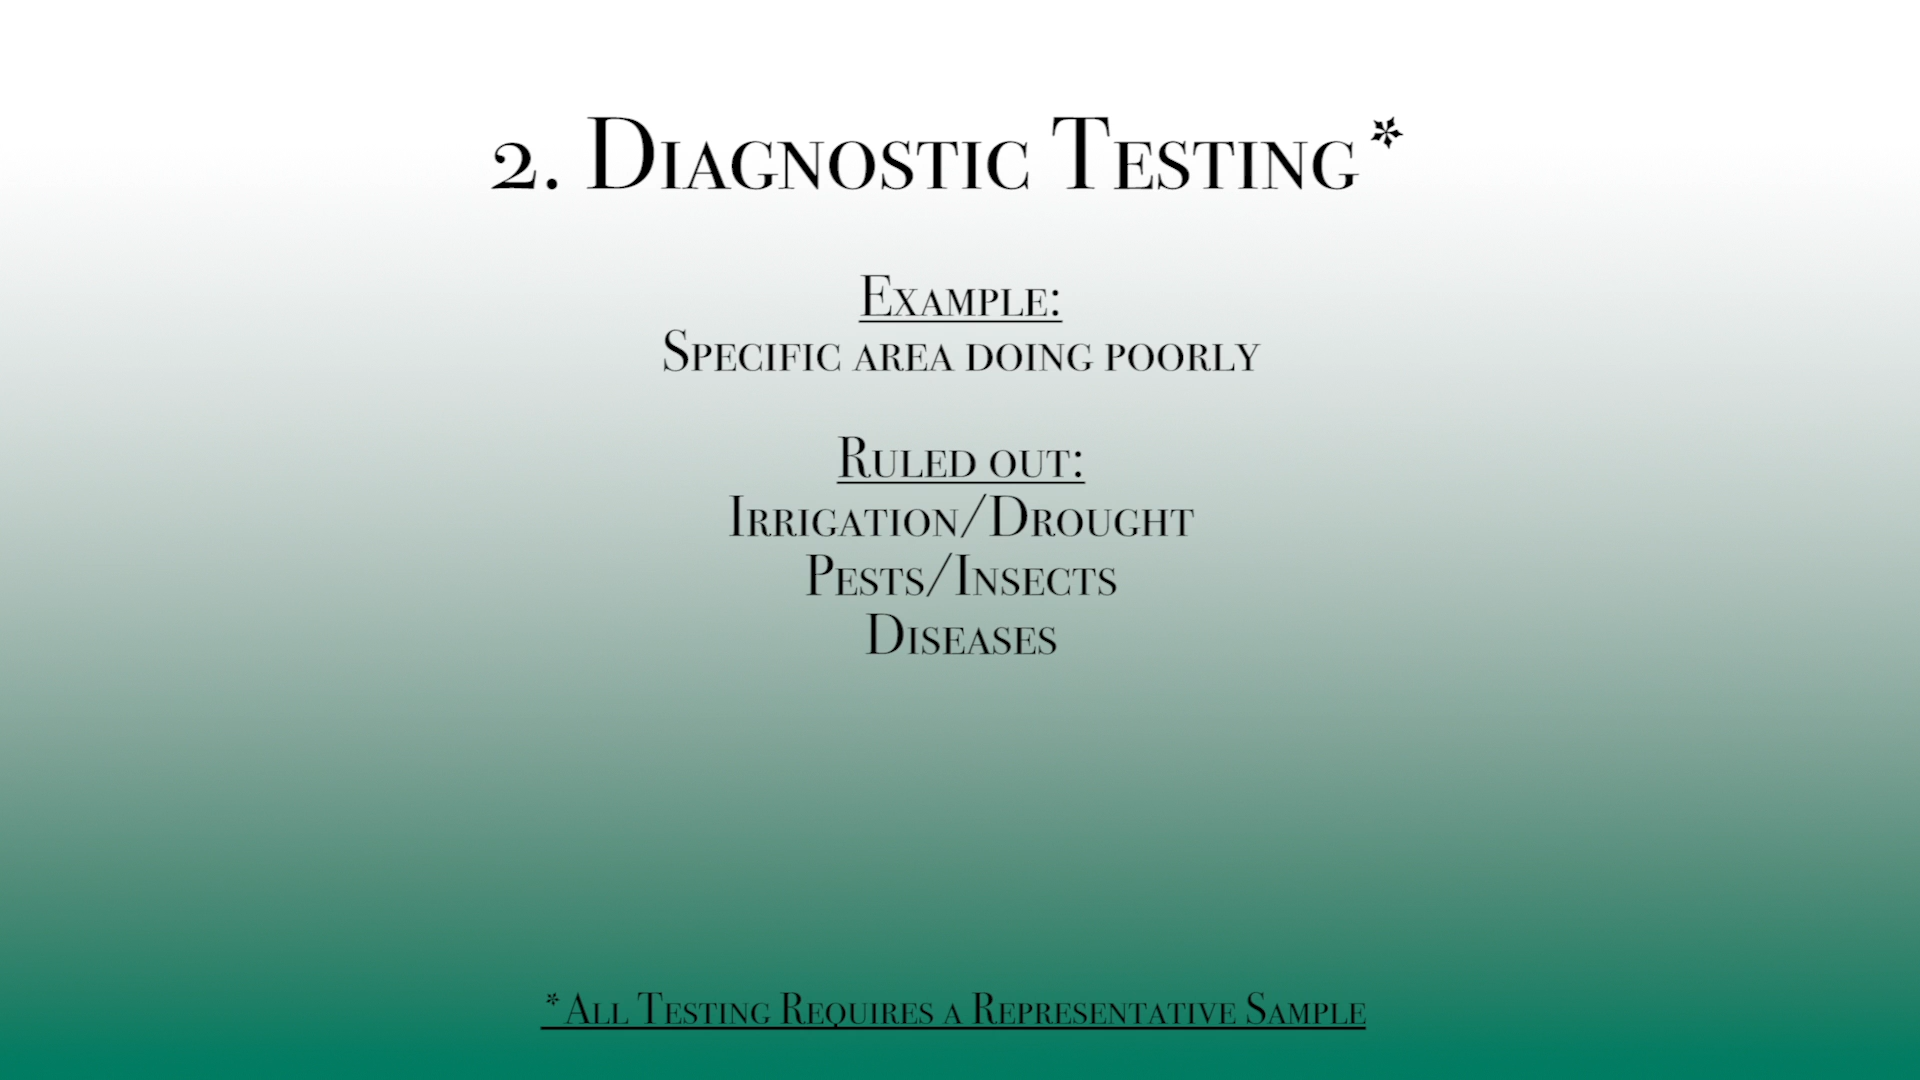 2. Diagnostic Testing*
Example:
Specific area doing poorly
Ruled out:
Irrigation/Drought
Pests/Insects
Diseases
*All Testing Requires a Representative Sample